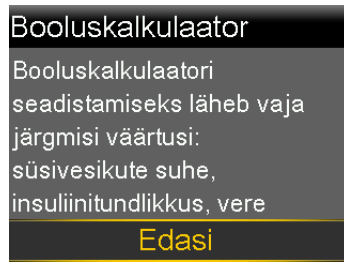 Booluskalkulaator
Booluskalkulaatori
seadistamiseks läheb vaja
järgmisi väärtusi:
süsivesikute suhe,
insuliinitundlikkus, vere
Edasi